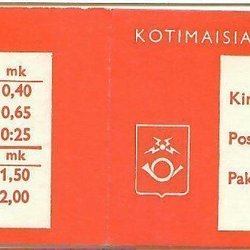 mk
0,40
0,65
0:25
mk
1,50
2,00
KOTIMAISIA
Kir
Pos
Pak